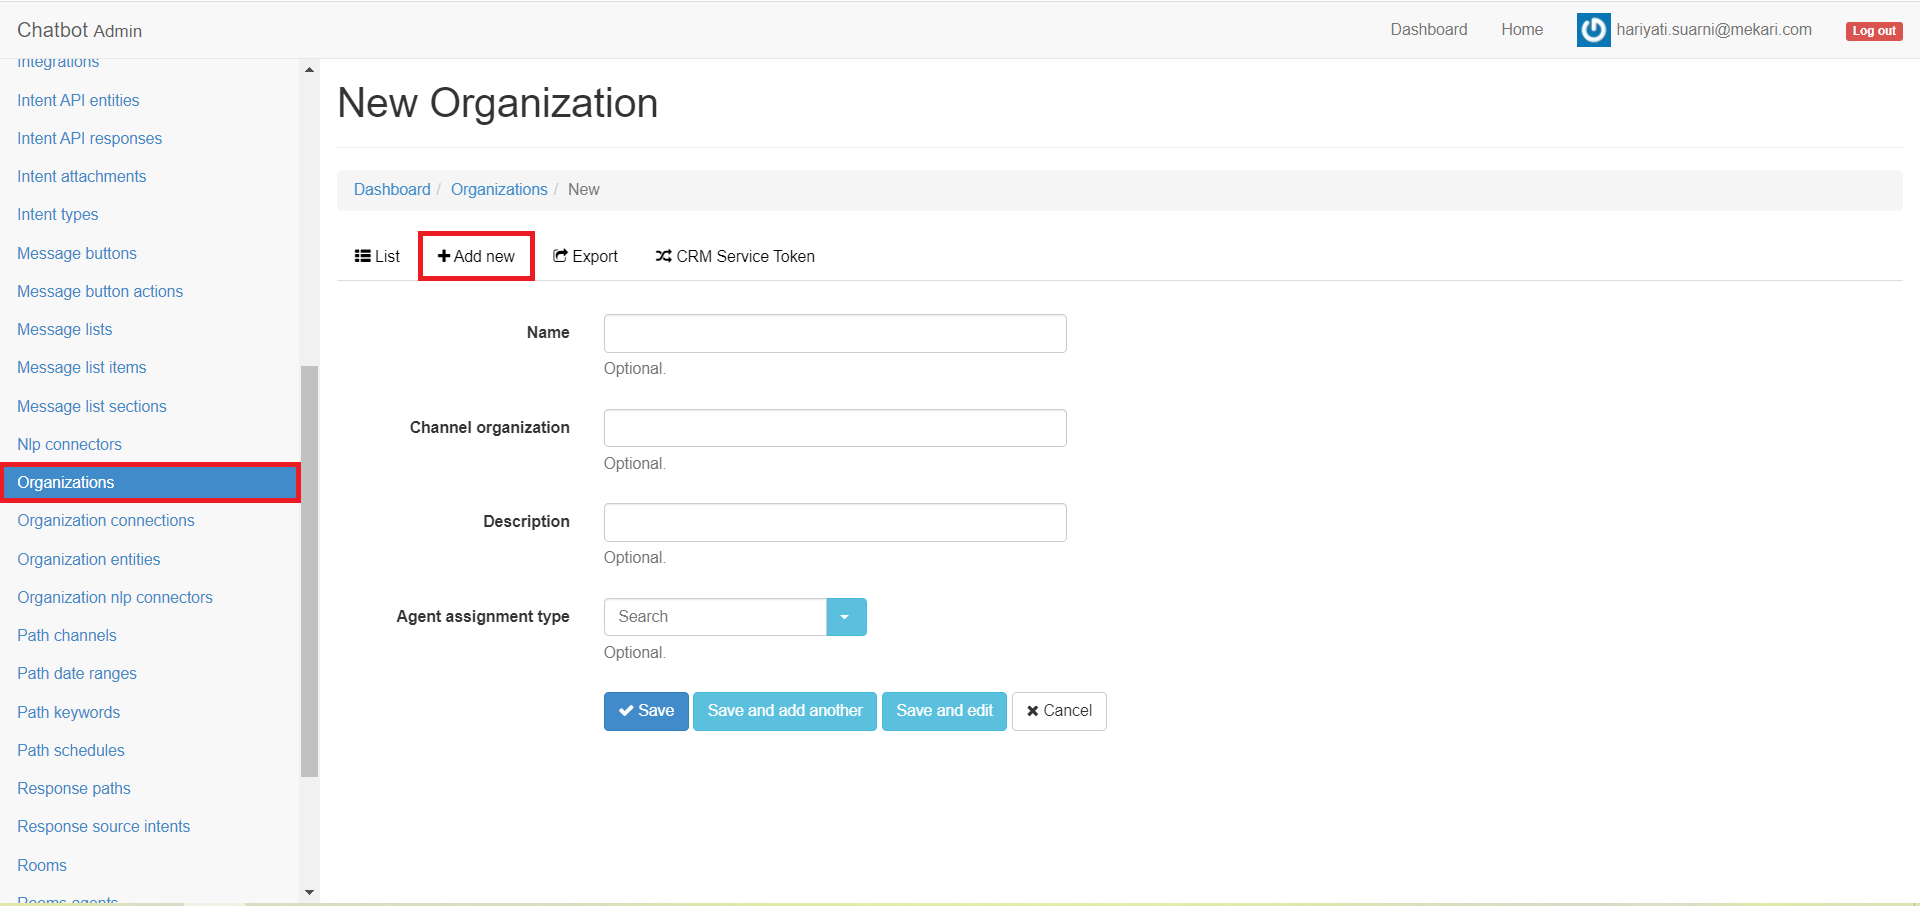 Chatbot Admin
Dashboard
Home
hariyati.suarni@mekari.com
Log out
Integrations
Intent API entities
Intent API responses
Intent attachments
Intent types
Message buttons
Message button actions
Message lists
Message list items
Message list sections
Nlp connectors
Organizations
Organization connections
Organization entities
Organization nlp connectors
Path channels
Path date ranges
Path keywords
Path schedules
Response paths
Response source intents
Rooms
Rooms agents
New Organization
Dashboard / Organizations / New
List
Add new
Export
CRM Service Token
Name
Optional.
Channel organization
Optional.
Description
Optional.
Agent assignment type
Search
Optional.
Save
Save and add another
Save and edit
Cancel